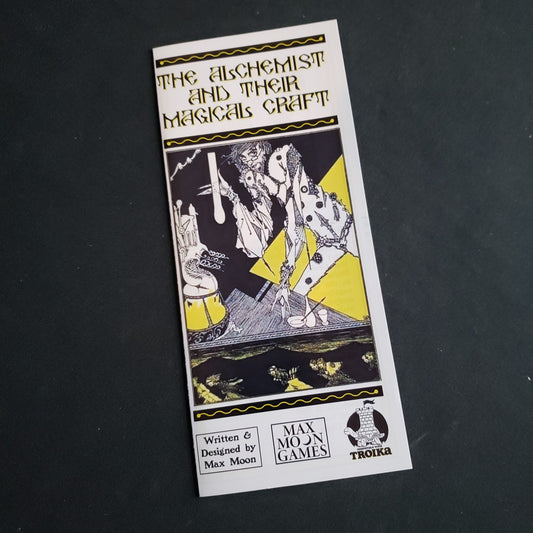 THE ALCHEMIST
AND THEIR
MAGICAL CRAFT
Written &
Designed by
Max Moon
MAX
MOON
GAMES
TROIKA